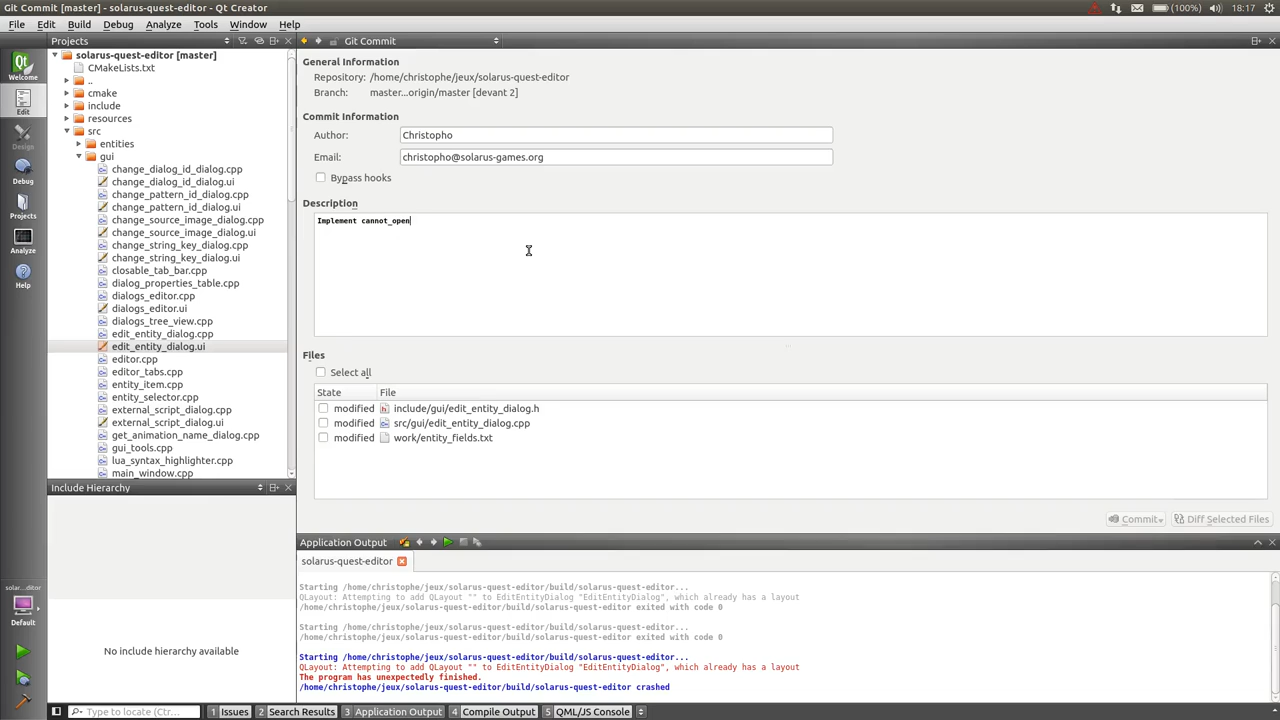 Git Commit [master] - solarus-quest-editor - Qt Creator
(100%) 18:17
File Edit Build Debug Analyze Tools Window Help
Projects
Git Commit
Welcome
Edit
Design
Debug
Projects
Analyze
Help
solar...ditor
Default
solarus-quest-editor [master]
CMakeLists.txt
..
cmake
include
resources
src
entities
gui
change_dialog_id_dialog.cpp
change_dialog_id_dialog.ui
change_pattern_id_dialog.cpp
change_pattern_id_dialog.ui
change_source_image_dialog.cpp
change_source_image_dialog.ui
change_string_key_dialog.cpp
change_string_key_dialog.ui
closable_tab_bar.cpp
dialog_properties_table.cpp
dialogs_editor.cpp
dialogs_editor.ui
dialogs_tree_view.cpp
edit_entity_dialog.cpp
edit_entity_dialog.ui
editor.cpp
editor_tabs.cpp
entity_item.cpp
entity_selector.cpp
external_script_dialog.cpp
external_script_dialog.ui
get_animation_name_dialog.cpp
gui_tools.cpp
lua_syntax_highlighter.cpp
main_window.cpp
Include Hierarchy
No include hierarchy available
General Information
Repository: /home/christophe/jeux/solarus-quest-editor
Branch: master...origin/master [devant 2]
Commit Information
Author: Christopho
Email: christopho@solarus-games.org
Bypass hooks
Description
Implement cannot_open
Files
Select all
State File
modified include/gui/edit_entity_dialog.h
modified src/gui/edit_entity_dialog.cpp
modified work/entity_fields.txt
Commit Diff Selected Files
Application Output
solarus-quest-editor
Starting /home/christophe/jeux/solarus-quest-editor/build/solarus-quest-editor...
QLayout: Attempting to add QLayout "" to EditEntityDialog "EditEntityDialog", which already has a layout
/home/christophe/jeux/solarus-quest-editor/build/solarus-quest-editor exited with code 0
Starting /home/christophe/jeux/solarus-quest-editor/build/solarus-quest-editor...
/home/christophe/jeux/solarus-quest-editor/build/solarus-quest-editor exited with code 0
Starting /home/christophe/jeux/solarus-quest-editor/build/solarus-quest-editor...
QLayout: Attempting to add QLayout "" to EditEntityDialog "EditEntityDialog", which already has a layout
The program has unexpectedly finished.
/home/christophe/jeux/solarus-quest-editor/build/solarus-quest-editor crashed
Type to locate (Ctrl... 1 Issues 2 Search Results 3 Application Output 4 Compile Output 5 QML/JS Console